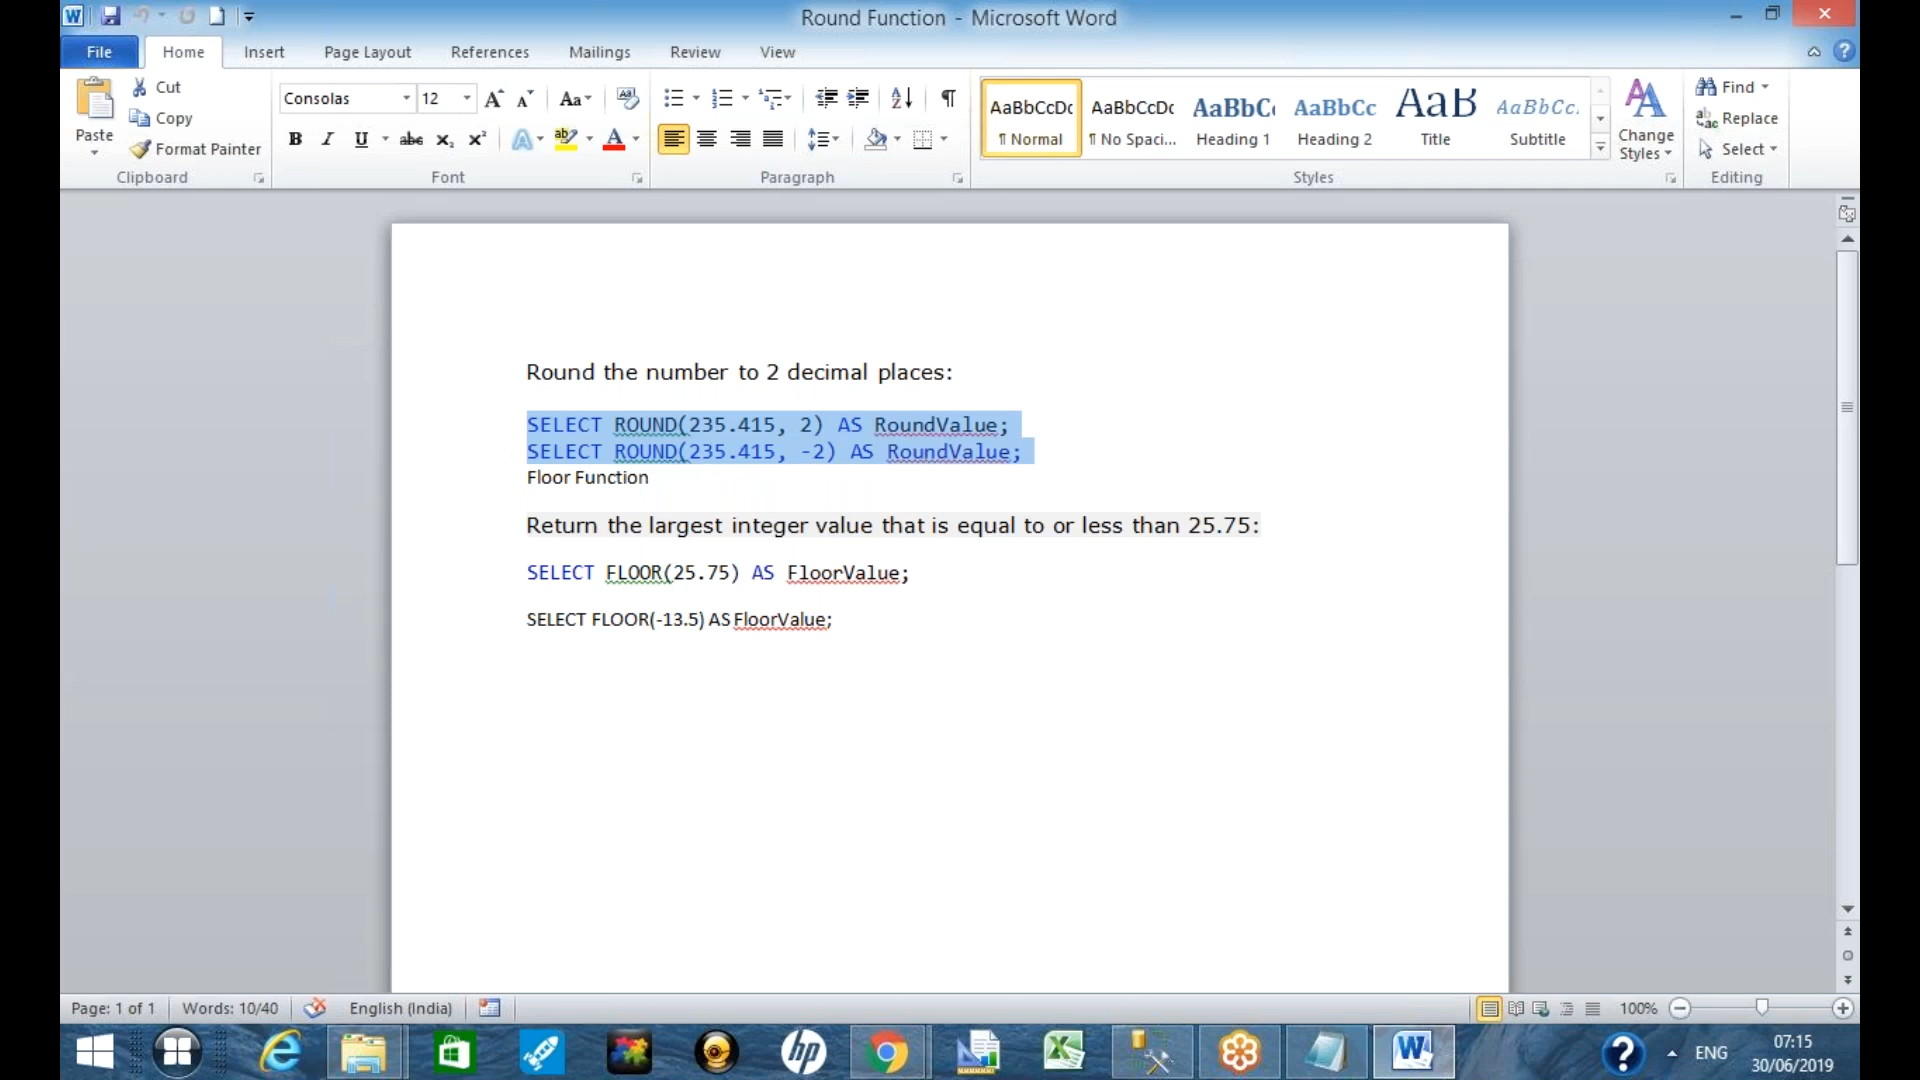 Round Function - Microsoft Word
File Home Insert Page Layout References Mailings Review View
Cut
Copy
Format Painter
Paste
Clipboard
Consolas 12
Font
Paragraph
AaBbCcDc AaBbCcDc AaBbC AaBbCc AaB AaBbCc.
¶ Normal ¶ No Spaci... Heading 1 Heading 2 Title Subtitle
Styles
Change Styles
Find
Replace
Select
Editing
Round the number to 2 decimal places:
SELECT ROUND(235.415, 2) AS RoundValue;
SELECT ROUND(235.415, -2) AS RoundValue;
Floor Function
Return the largest integer value that is equal to or less than 25.75:
SELECT FLOOR(25.75) AS FloorValue;
SELECT FLOOR(-13.5) AS FloorValue;
Page: 1 of 1 Words: 10/40 English (India) 100%
ENG 07:15
30/06/2019